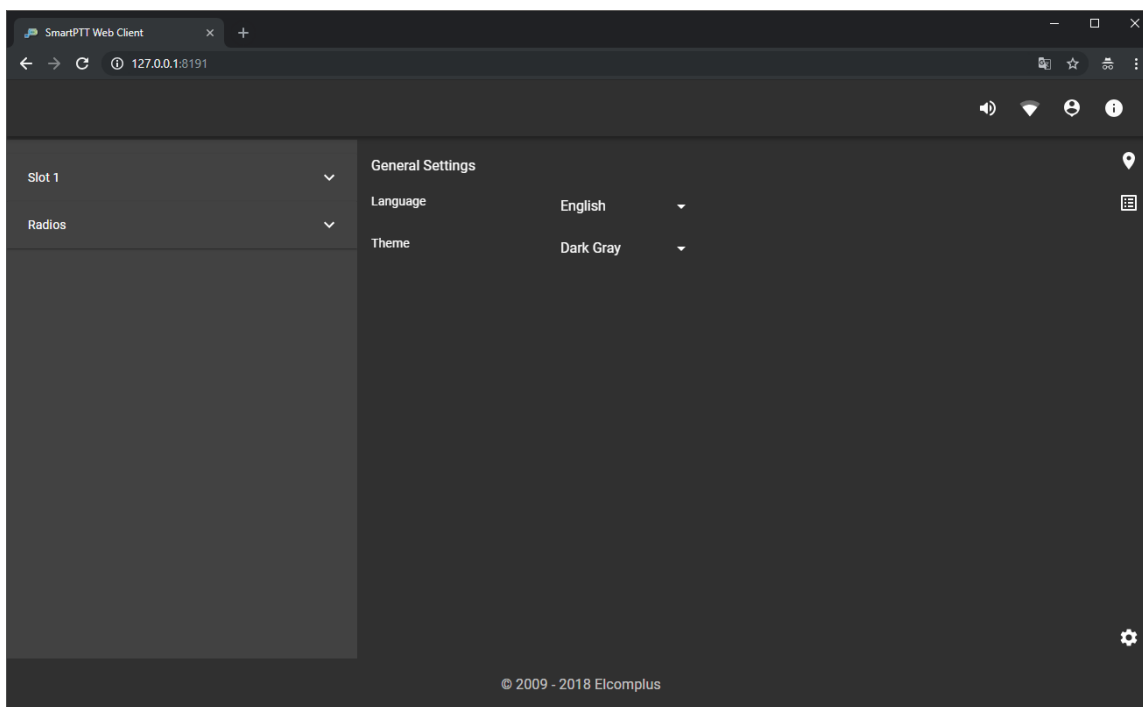 SmartPTT Web Client
127.0.0.1:8191
Slot 1
Radios
General Settings
Language English
Theme Dark Gray
© 2009 - 2018 Elcomplus